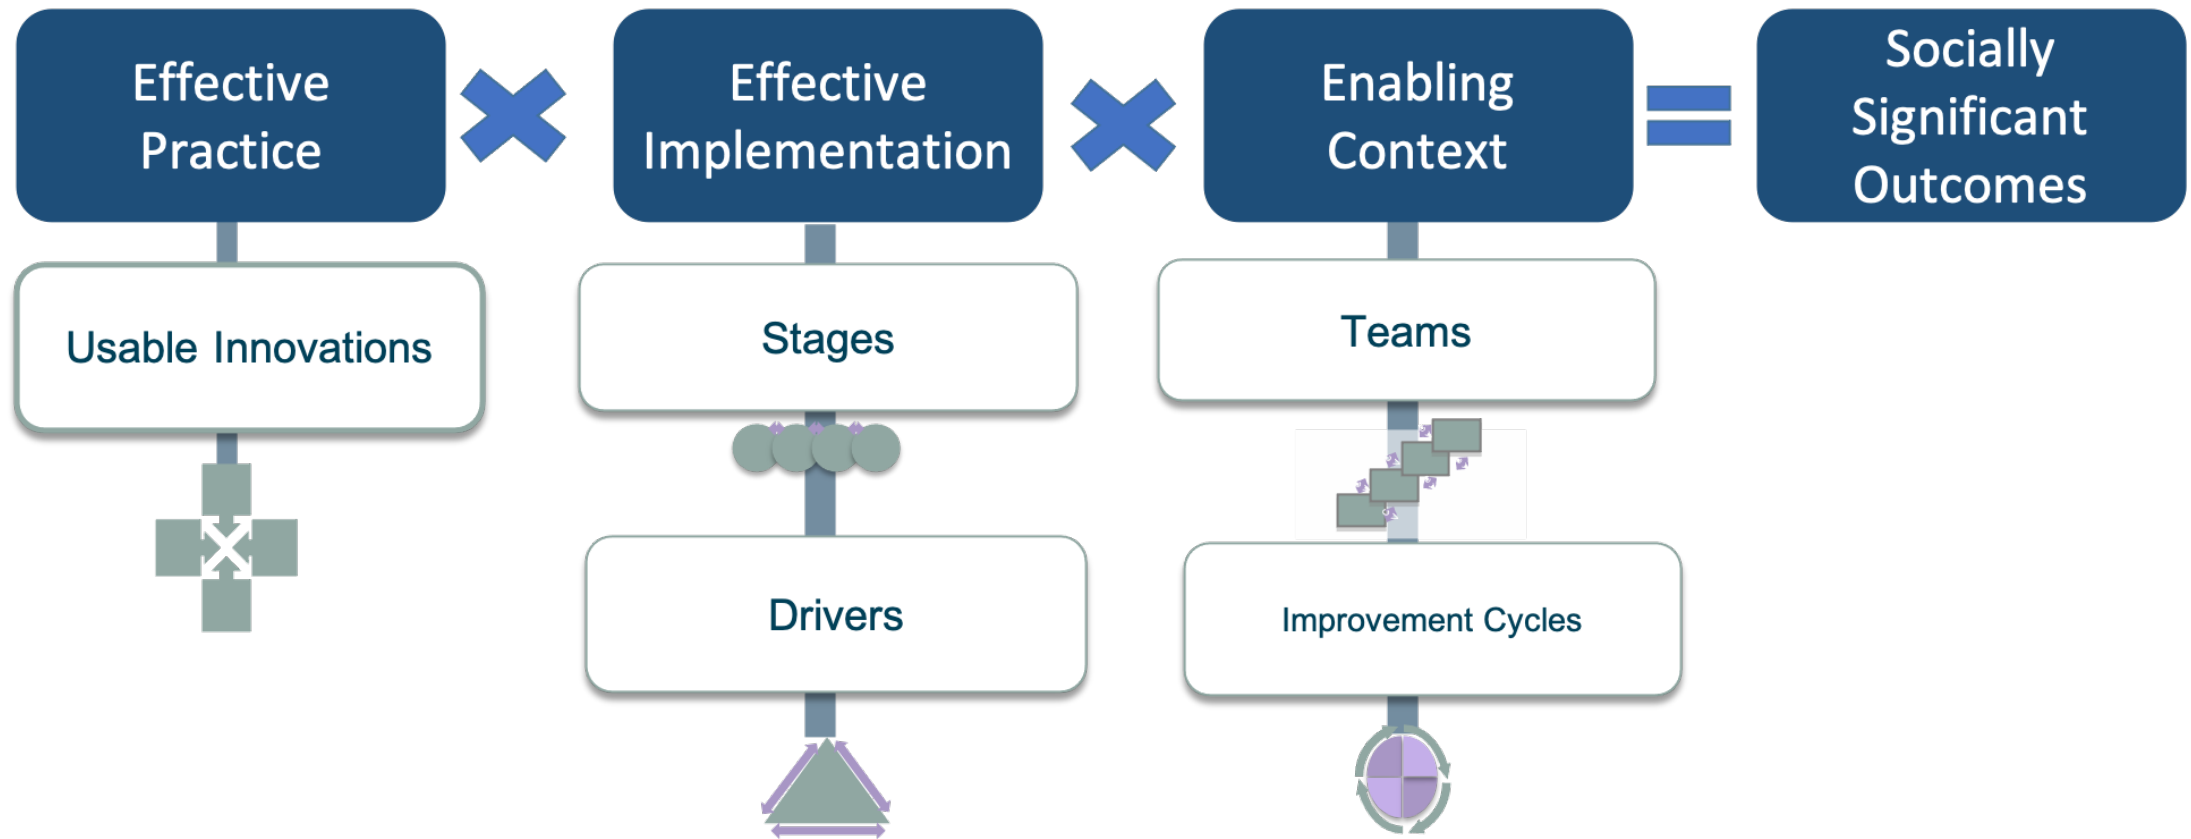 Effective
Practice
Effective
Implementation
Enabling
Context
Socially
Significant
Outcomes
Usable Innovations
Stages
Teams
Drivers
Improvement Cycles